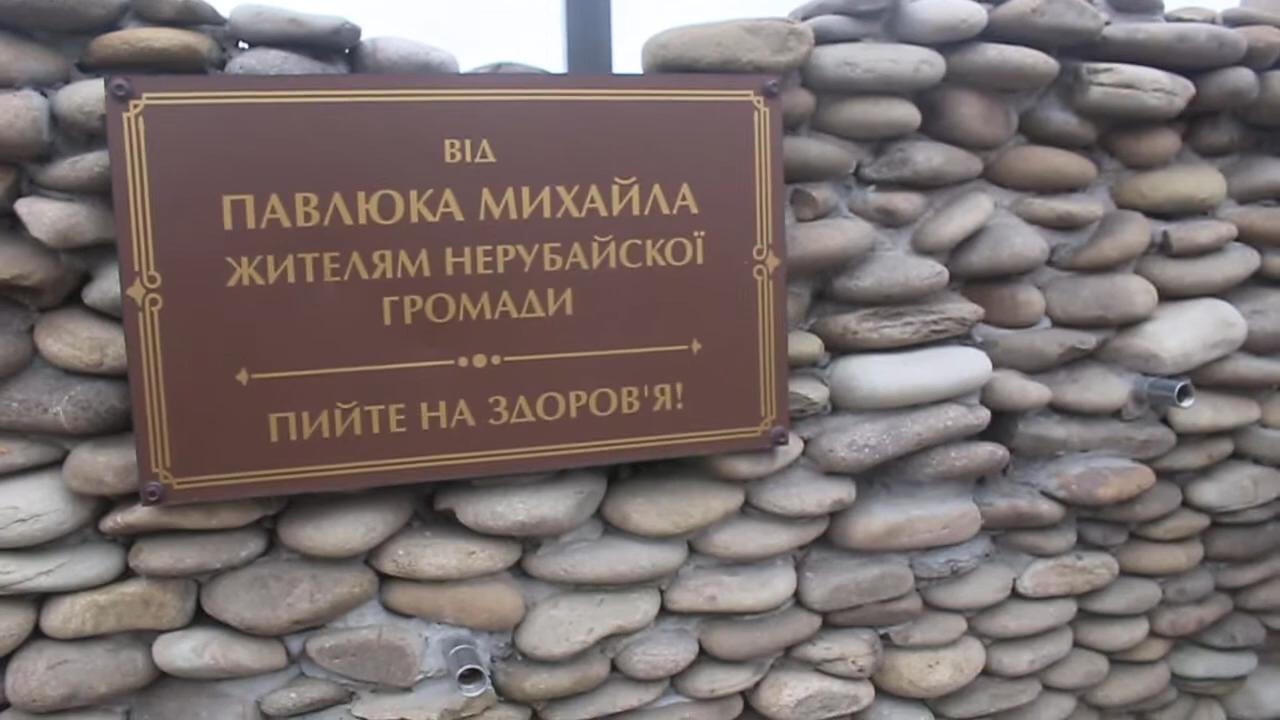 ВІД
ПАВЛЮКА МИХАЙЛА
ЖИТЕЛЯМ НЕРУБАЙСКОЇ
ГРОМАДИ
ПИЙТЕ НА ЗДОРОВ'Я!